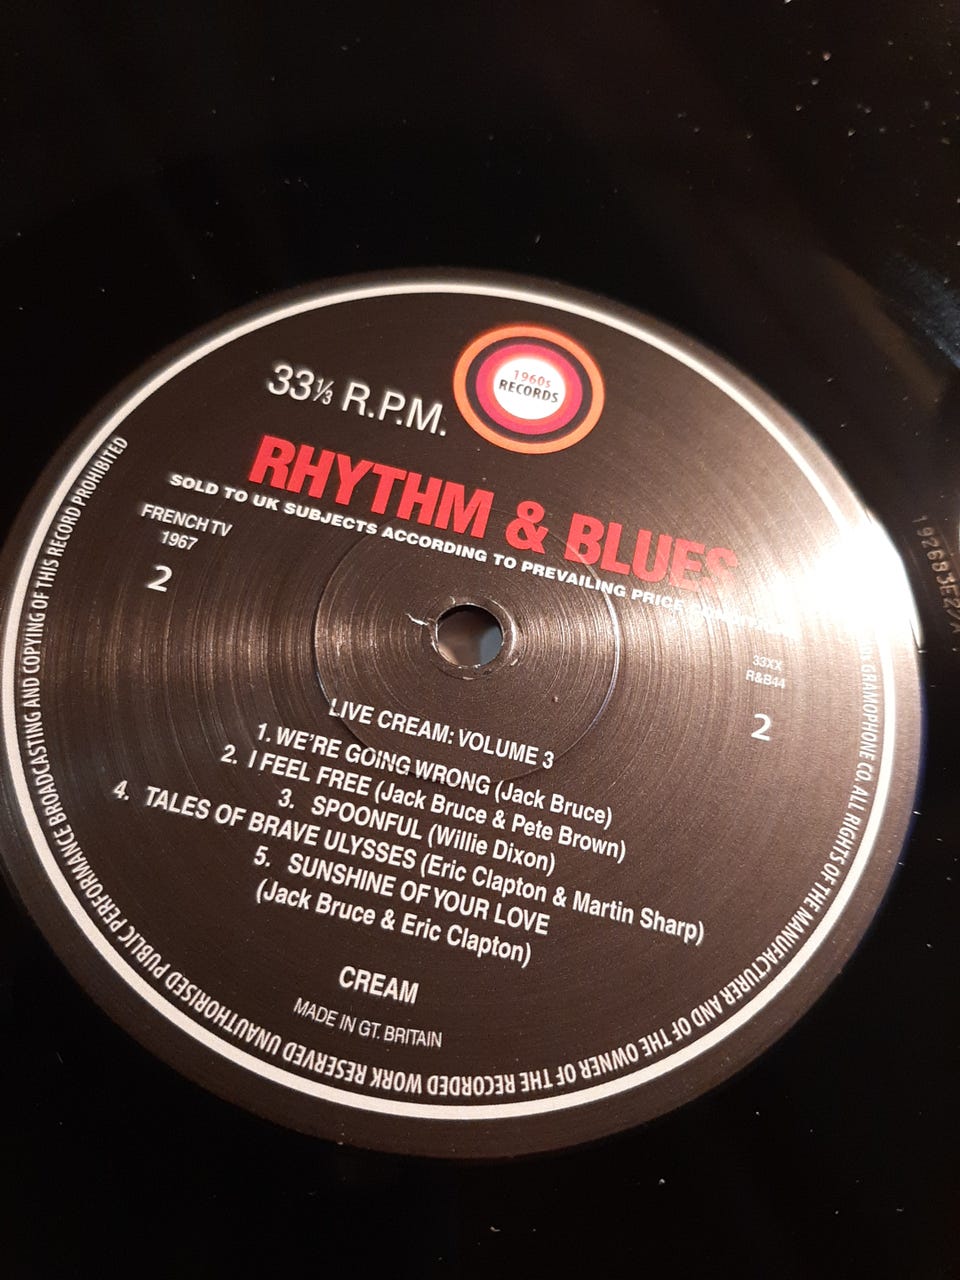 1960s
RECORDS
33⅓ R.P.M.
RHYTHM & BLUES
SOLD TO UK SUBJECTS ACCORDING TO PREVAILING PRICE
FRENCH TV
1967
2
33XX
R&B44
2
LIVE CREAM: VOLUME 3
1. WE'RE GOING WRONG (Jack Bruce)
2. I FEEL FREE (Jack Bruce & Pete Brown)
3. SPOONFUL (Willie Dixon)
4. TALES OF BRAVE ULYSSES (Eric Clapton & Martin Sharp)
5. SUNSHINE OF YOUR LOVE
(Jack Bruce & Eric Clapton)
CREAM
MADE IN GT. BRITAIN
GRAMOPHONE CO. ALL RIGHTS OF THE MANUFACTURER AND OF THE OWNER OF THE RECORDED WORK RESERVED UNAUTHORISED PUBLIC PERFORMANCE BROADCASTING AND COPYING OF THIS RECORD PROHIBITED